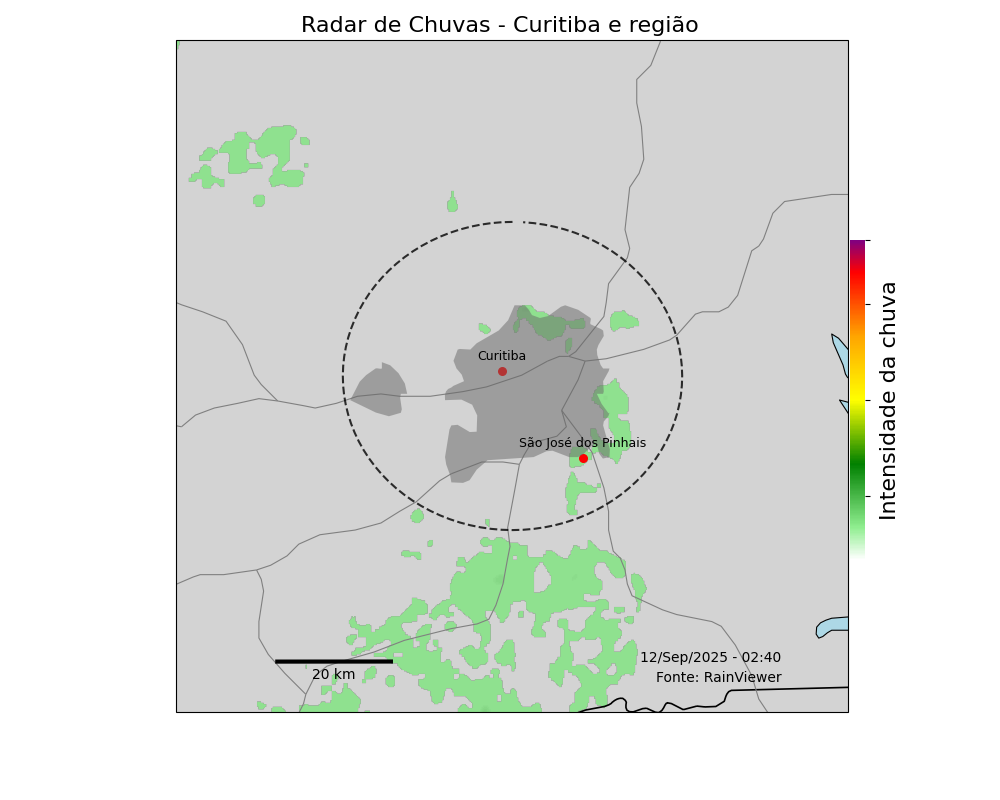 Radar de Chuvas - Curitiba e região
Curitiba
São José dos Pinhais
Intensidade da chuva
12/Sep/2025 - 02:40
20 km
Fonte: RainViewer